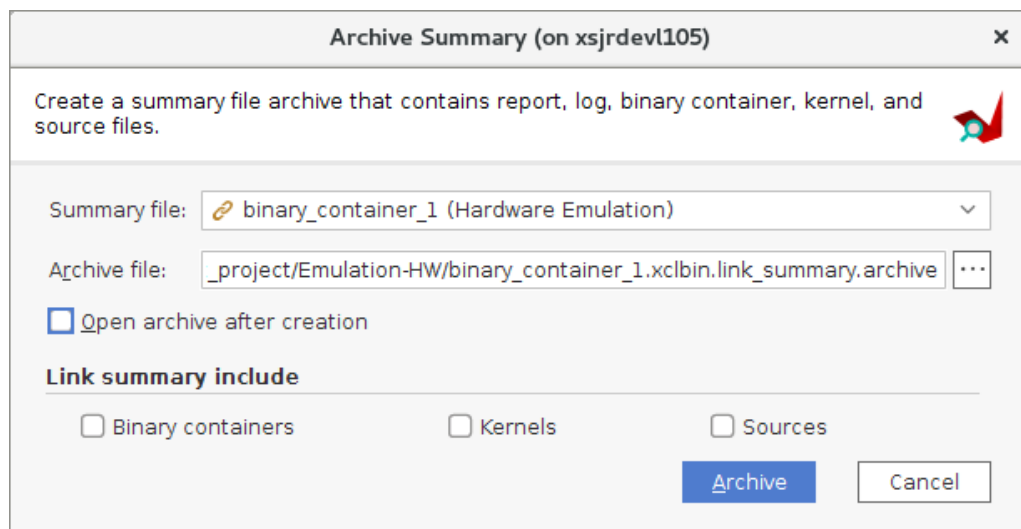 Archive Summary (on xsjrdevl105)
Create a summary file archive that contains report, log, binary container, kernel, and
source files.
Summary file: binary_container_1 (Hardware Emulation)
Archive file: _project/Emulation-HW/binary_container_1.xclbin.link_summary.archive ...
Open archive after creation
Link summary include
Binary containers Kernels Sources
Archive Cancel